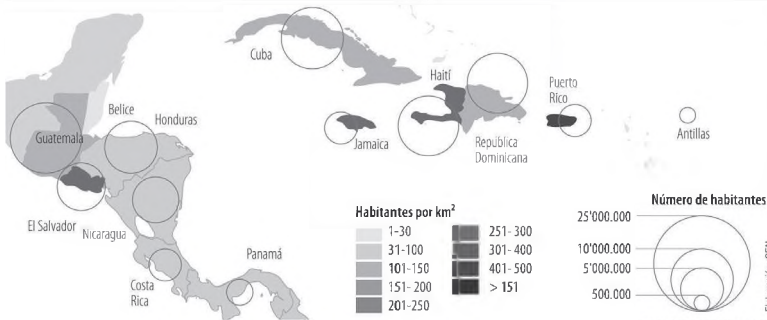 Cuba
Haití
Puerto
Rico
Belice
Honduras
Guatemala
Jamaica
República
Dominicana
Antillas
El Salvador
Nicaragua
Panamá
Costa
Rica
Habitantes por km²
1-30
31-100
101-150
151-200
201-250
251-300
301-400
401-500
> 151
Número de habitantes
25'000.000
10'000.000
5'000.000
500.000